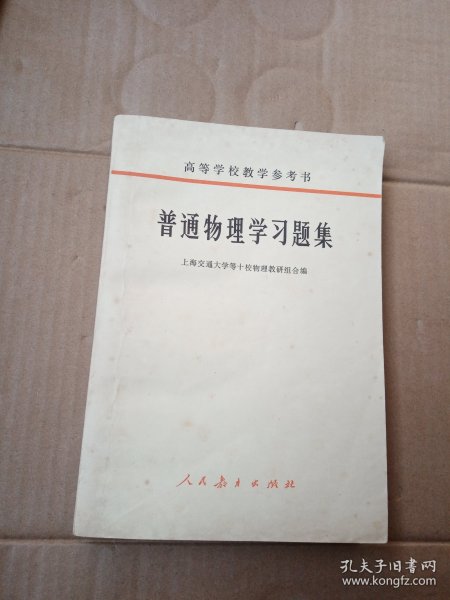 高等学校教学参考书
普通物理学习题集
上海交通大学等十校物理教研组合编
人民教育出版社
孔夫子旧书网
www.kongfz.com